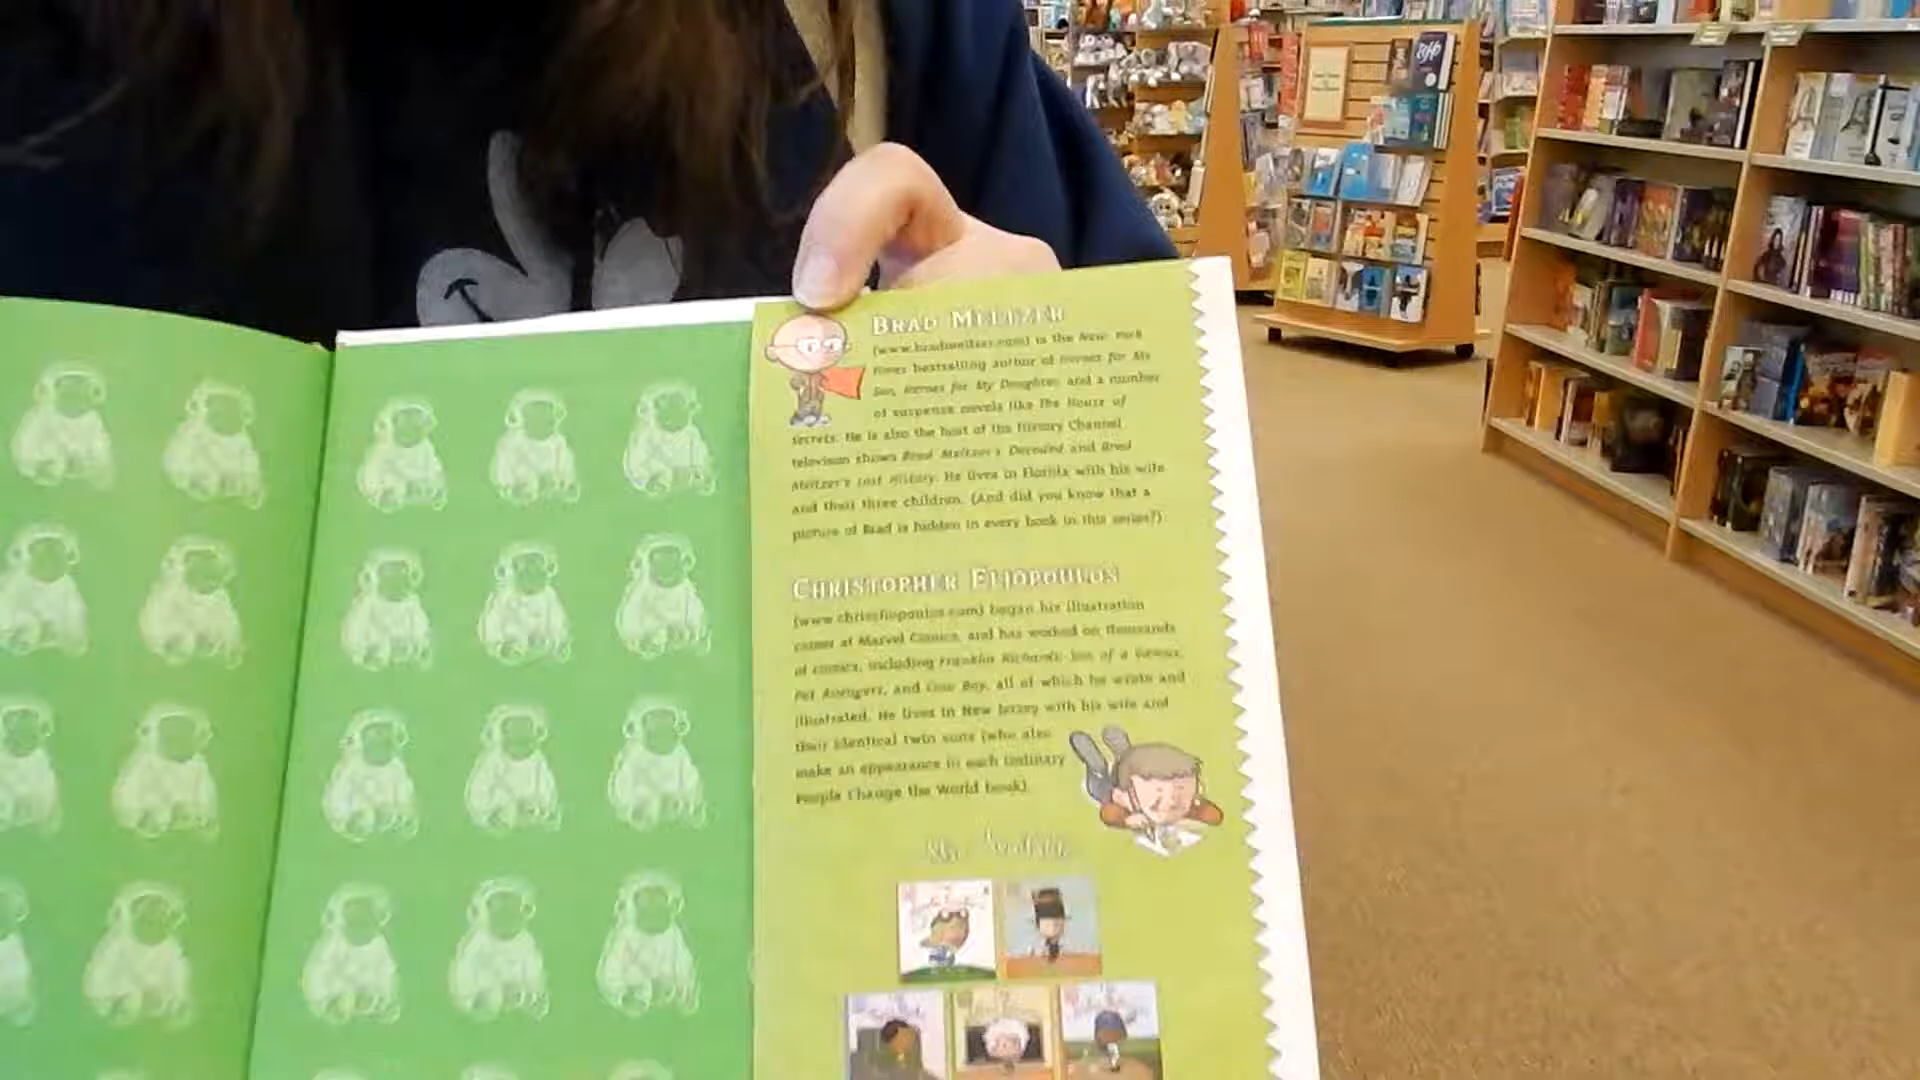 BRAD MELTZER
(www.bradmeltzer.com) is the New York
Times bestselling author of Heroes for My
Son, Heroes for My Daughter, and a number
of suspense novels like The House of
Secrets. He is also the host of the History Channel
television shows Brad Meltzer's Decoded and Brad
Meltzer's Lost History. He lives in Florida with his wife
and their three children. (And did you know that a
picture of Brad is hidden in every book in this series?)
CHRISTOPHER ELIOPOULOS
(www.chriseliopoulos.com) began his illustration
career at Marvel Comics, and has worked on thousands
of comics, including Franklin Richards: Son of a Genius,
Pet Avengers, and Cow Boy, all of which he wrote and
illustrated. He lives in New Jersey with his wife and
their identical twin sons (who also
make an appearance in each Ordinary
People Change the World book).